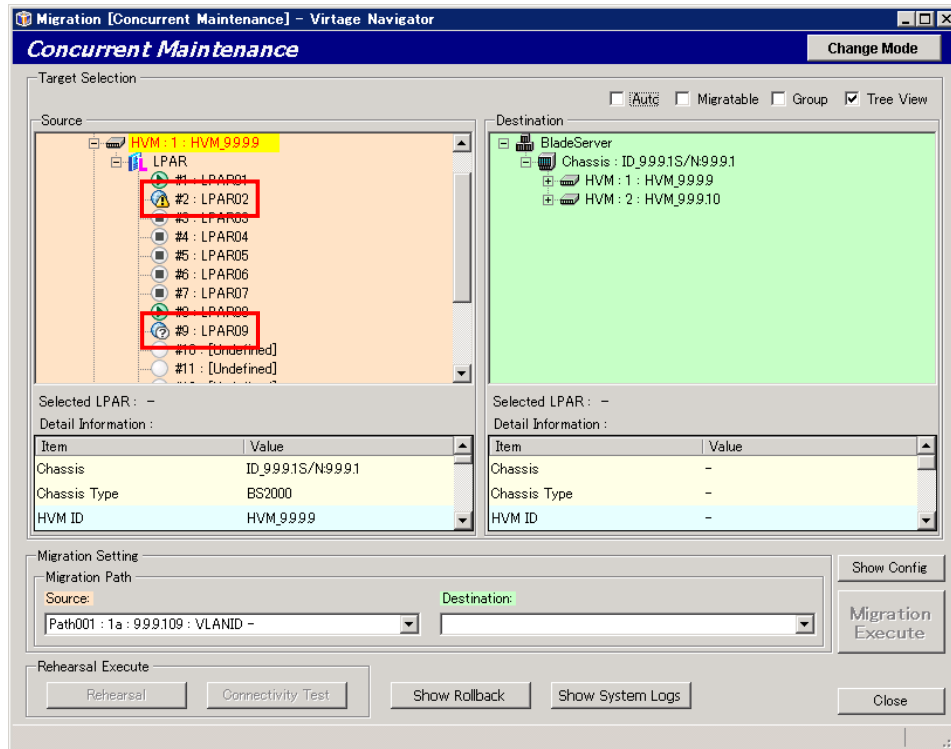 Migration [Concurrent Maintenance] - Virtage Navigator
Concurrent Maintenance
Change Mode
Target Selection
Auto
Migratable
Group
Tree View
Source
HVM : 1 : HVM_9.9.9.9
LPAR
#1 : LPAR01
#2 : LPAR02
#3 : LPAR03
#4 : LPAR04
#5 : LPAR05
#6 : LPAR06
#7 : LPAR07
#8 : LPAR08
#9 : LPAR09
#10 : [Undefined]
#11 : [Undefined]
Selected LPAR : -
Detail Information :
Item Value
Chassis ID_9.9.9.1S/N:9.9.9.1
Chassis Type BS2000
HVM ID HVM_9.9.9.9
Destination
BladeServer
Chassis : ID_9.9.9.1S/N:9.9.9.1
HVM : 1 : HVM_9.9.9.9
HVM : 2 : HVM_9.9.9.10
Selected LPAR : -
Detail Information :
Item Value
Chassis -
Chassis Type -
HVM ID -
Migration Setting
Migration Path
Source:
Path001 : 1a : 9.9.9.109 : VLANID -
Destination:
Show Config
Migration Execute
Rehearsal Execute
Rehearsal
Connectivity Test
Show Rollback
Show System Logs
Close